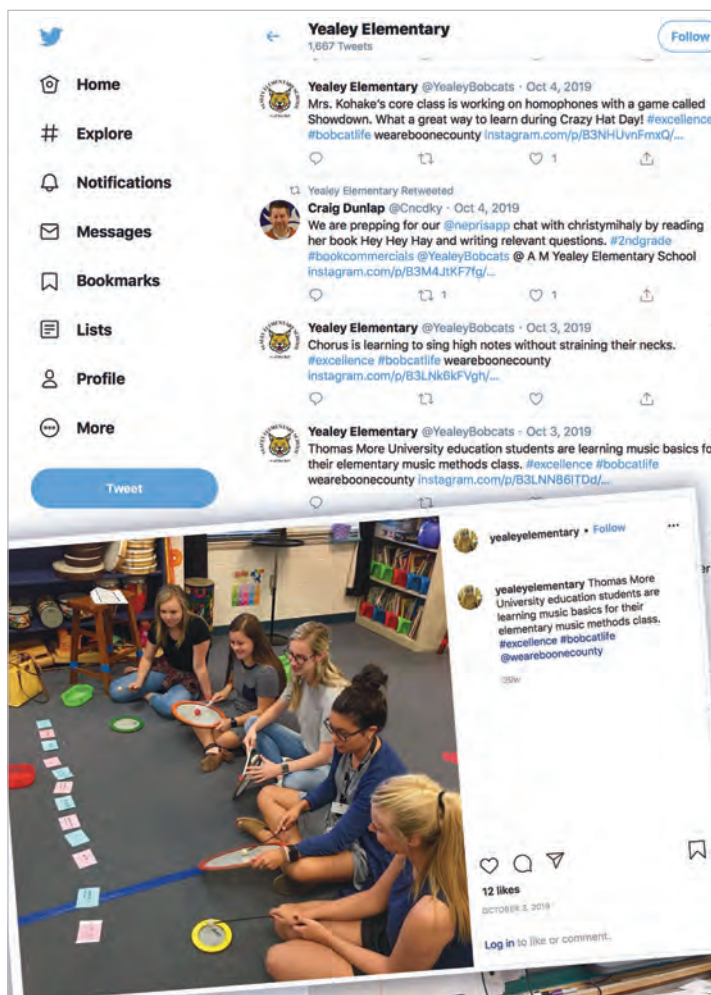 Yealey Elementary
1,667 Tweets
Follow
Home
Explore
Notifications
Messages
Bookmarks
Lists
Profile
More
Tweet
Yealey Elementary @YealeyBobcats · Oct 4, 2019
Mrs. Kohake's core class is working on homophones with a game called
Showdown. What a great way to learn during Crazy Hat Day! #excellence
#bobcatlife weareboonecounty instagram.com/p/B3NHUvnFmxQ/...
1
Yealey Elementary Retweeted
Craig Dunlap @Cncdky · Oct 4, 2019
We are prepping for our @neprisapp chat with christymihaly by reading
her book Hey Hey Hay and writing relevant questions. #2ndgrade
#bookcommercials @YealeyBobcats @ A M Yealey Elementary School
instagram.com/p/B3M4JtKF7fg/...
1 1
Yealey Elementary @YealeyBobcats · Oct 3, 2019
Chorus is learning to sing high notes without straining their necks.
#excellence #bobcatlife weareboonecounty
instagram.com/p/B3LNk6kFVgh/...
Yealey Elementary @YealeyBobcats · Oct 3, 2019
Thomas More University education students are learning music basics fo
their elementary music methods class. #excellence #bobcatlife
weareboonecounty instagram.com/p/B3LNN86lTDd/...
yealeyelementary • Follow
yealeyelementary Thomas More
University education students are
learning music basics for their
elementary music methods class.
#excellence #bobcatlife
@weareboonecounty
12 likes
OCTOBER 3, 2019
Log in to like or comment.